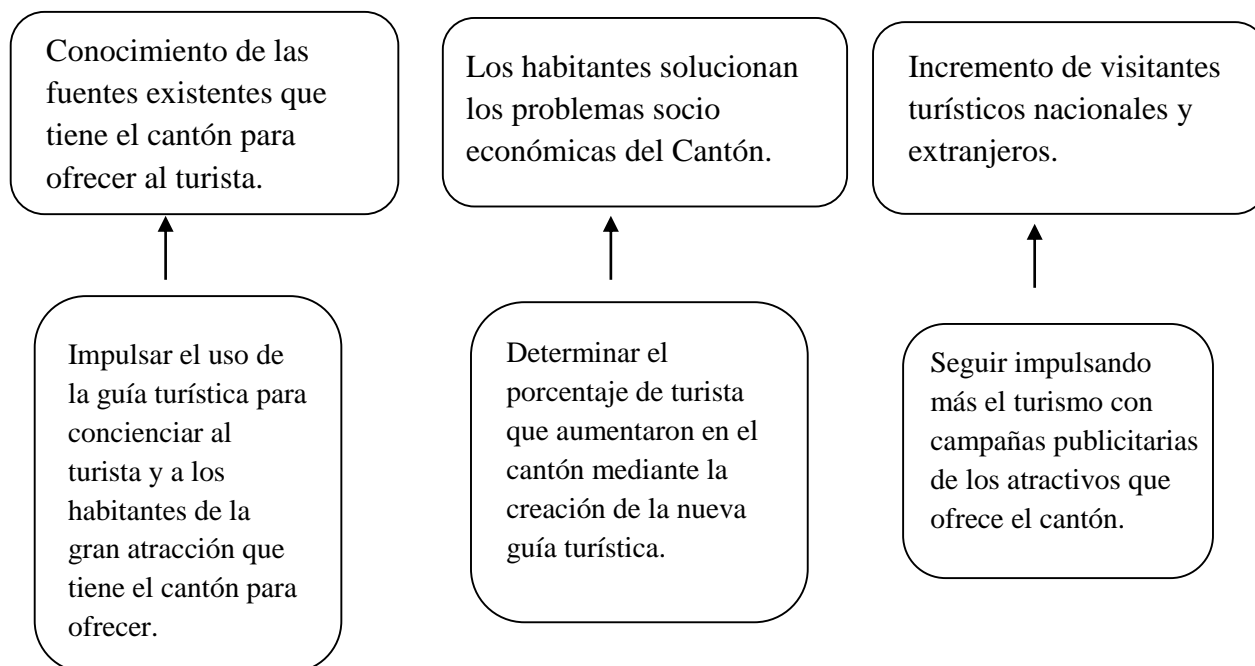 Conocimiento de las
fuentes existentes que
tiene el cantón para
ofrecer al turista.
Los habitantes solucionan
los problemas socio
económicas del Cantón.
Incremento de visitantes
turísticos nacionales y
extranjeros.
Impulsar el uso de
la guía turística para
concienciar al
turista y a los
habitantes de la
gran atracción que
tiene el cantón para
ofrecer.
Determinar el
porcentaje de turista
que aumentaron en el
cantón mediante la
creación de la nueva
guía turística.
Seguir impulsando
más el turismo con
campañas publicitarias
de los atractivos que
ofrece el cantón.